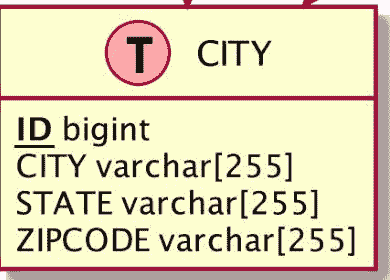 T CITY
ID bigint
CITY varchar[255]
STATE varchar[255]
ZIPCODE varchar[255]